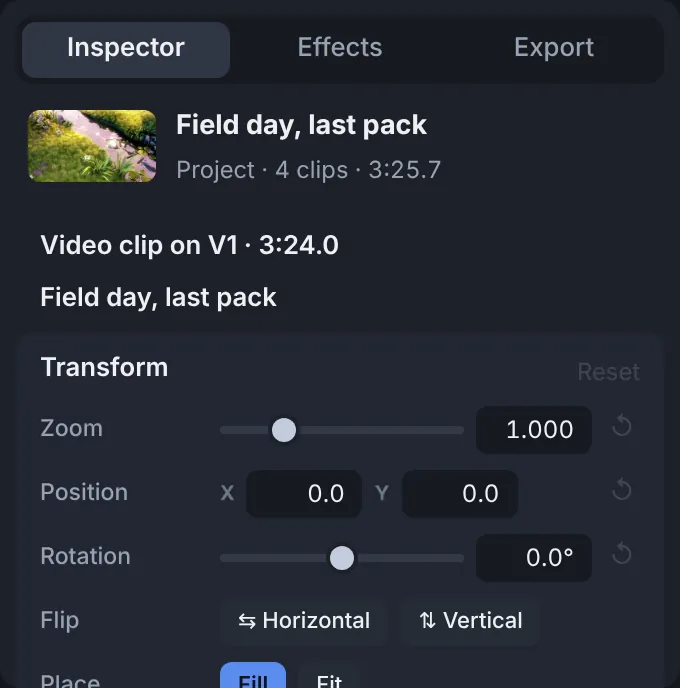 Inspector Effects Export
Field day, last pack
Project · 4 clips · 3:25.7
Video clip on V1 · 3:24.0
Field day, last pack
Transform Reset
Zoom 1.000
Position X 0.0 Y 0.0
Rotation 0.0°
Flip ⇆ Horizontal ⇅ Vertical
Place Fill Fit